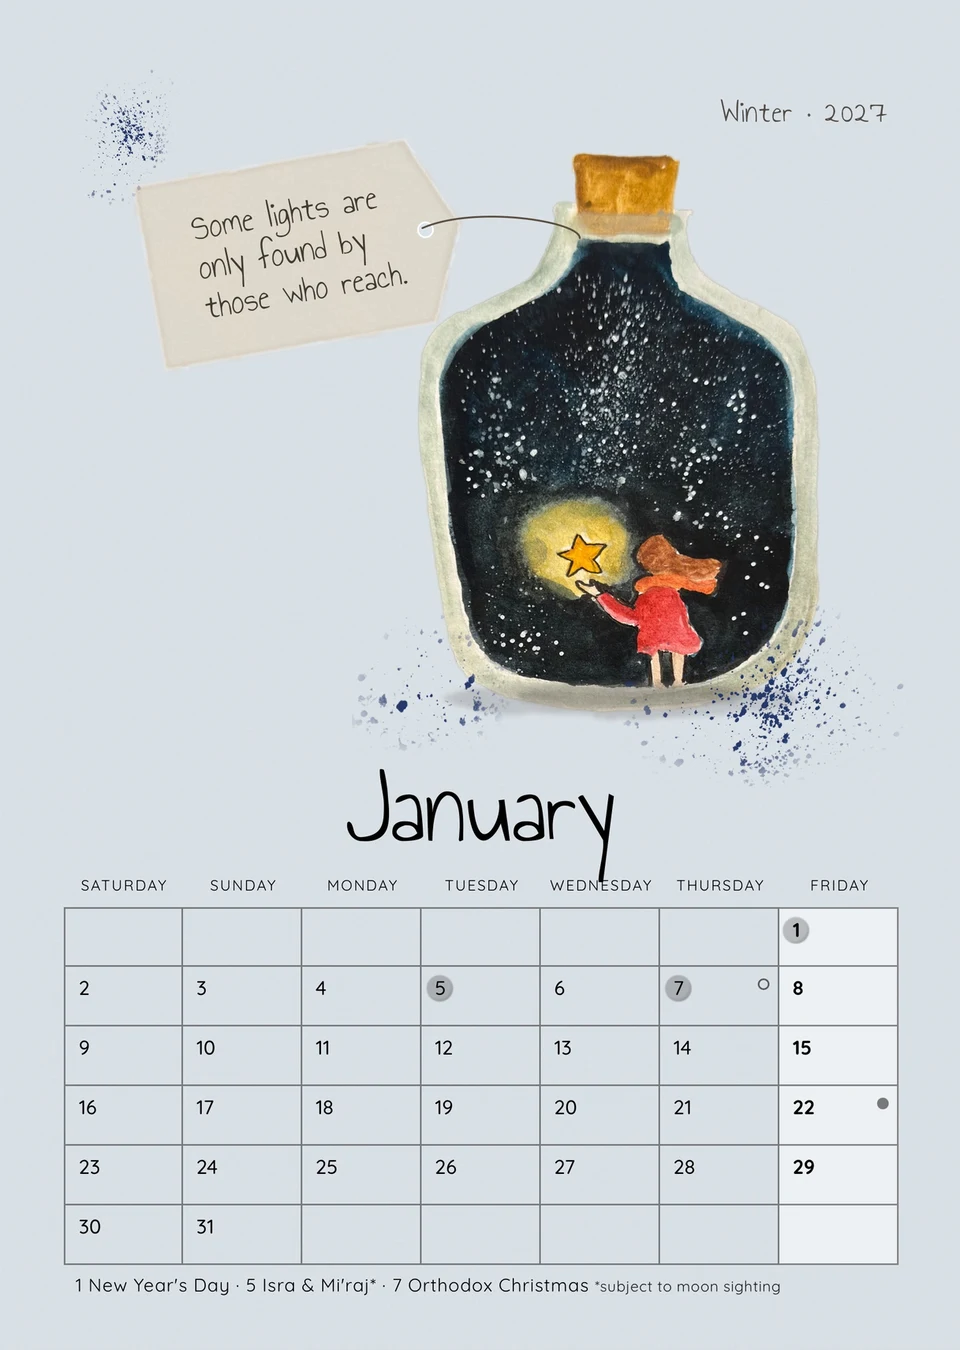 Winter · 2027
Some lights are
only found by
those who reach.
January
SATURDAY SUNDAY MONDAY TUESDAY WEDNESDAY THURSDAY FRIDAY
1
2 3 4 5 6 7 8
9 10 11 12 13 14 15
16 17 18 19 20 21 22
23 24 25 26 27 28 29
30 31
1 New Year's Day · 5 Isra & Mi'raj* · 7 Orthodox Christmas *subject to moon sighting